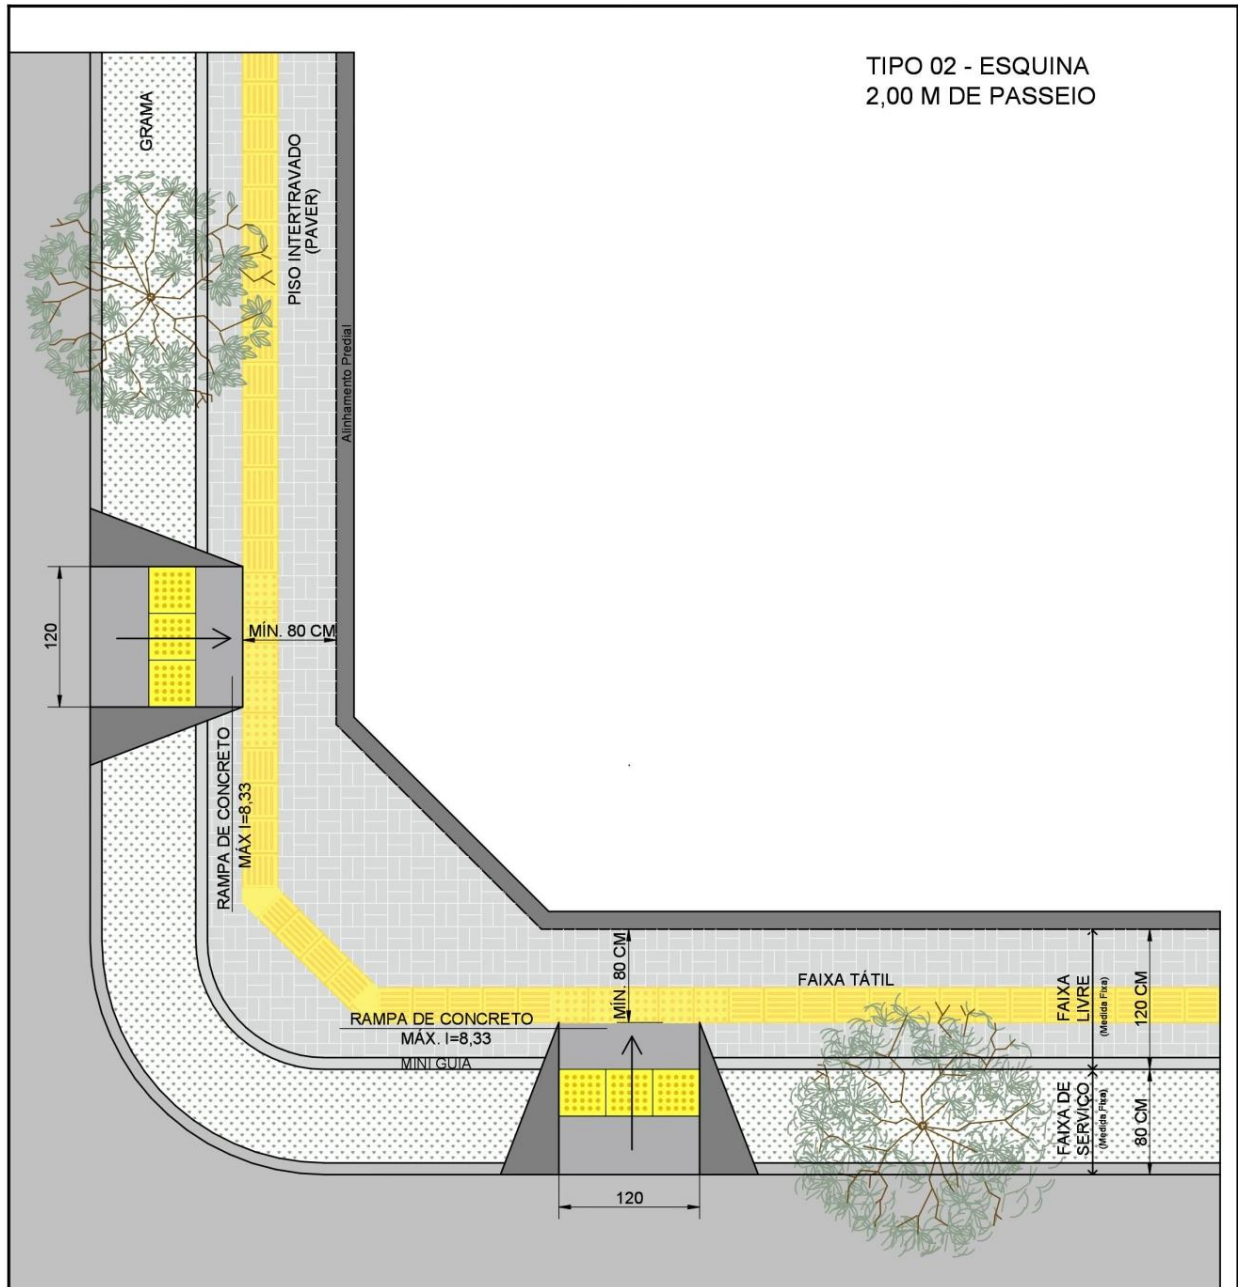 TIPO 02 - ESQUINA
2,00 M DE PASSEIO
GRAMA
PISO INTERTRAVADO
(PAVER)
Alinhamento Predial
120
MÍN. 80 CM
RAMPA DE CONCRETO
MÁX I=8,33
MÍN. 80 CM
FAIXA TÁTIL
FAIXA
LIVRE
(Medida Fixa)
120 CM
RAMPA DE CONCRETO
MÁX. I=8,33
MINI GUIA
FAIXA DE
SERVIÇO
(Medida Fixa)
80 CM
120